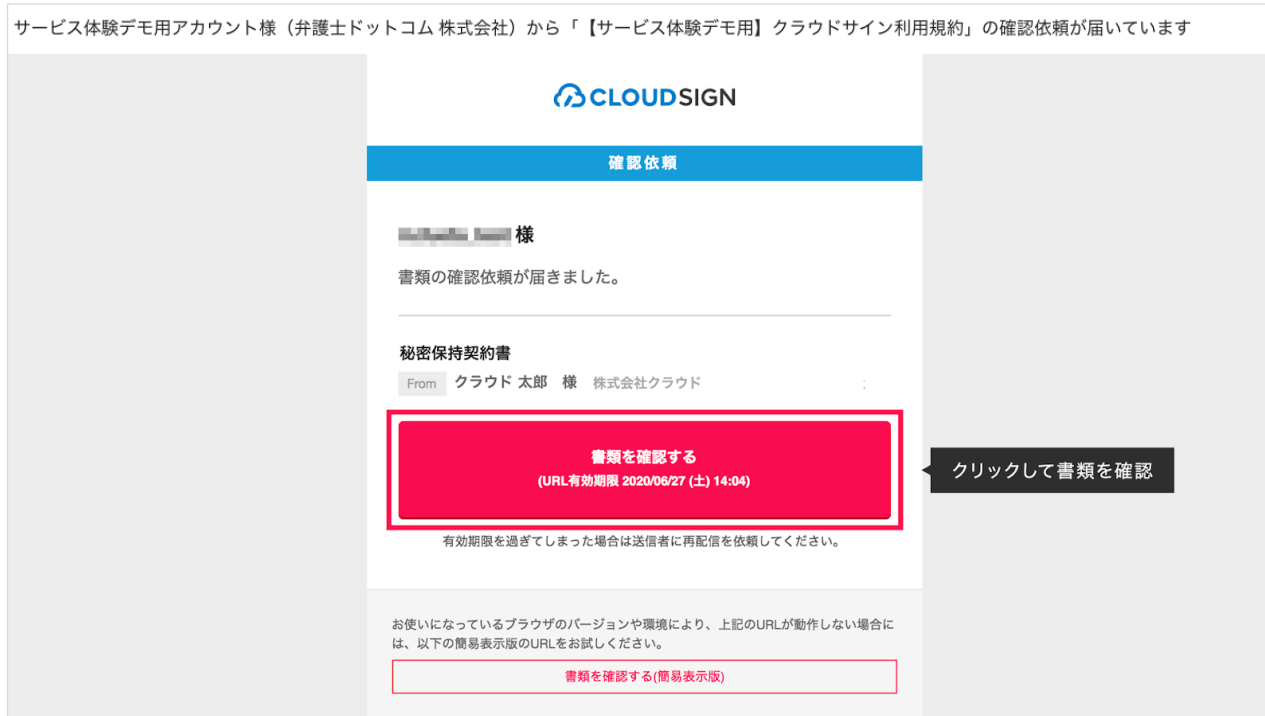 サービス体験デモ用アカウント様（弁護士ドットコム 株式会社）から「【サービス体験デモ用】クラウドサイン利用規約」の確認依頼が届いています
CLOUDSIGN
確認依頼
様
書類の確認依頼が届きました。
秘密保持契約書
From クラウド 太郎 様 株式会社クラウド
書類を確認する
(URL有効期限 2020/06/27 (土) 14:04)
クリックして書類を確認
有効期限を過ぎてしまった場合は送信者に再配信を依頼してください。
お使いになっているブラウザのバージョンや環境により、上記のURLが動作しない場合に
は、以下の簡易表示版のURLをお試しください。
書類を確認する(簡易表示版)